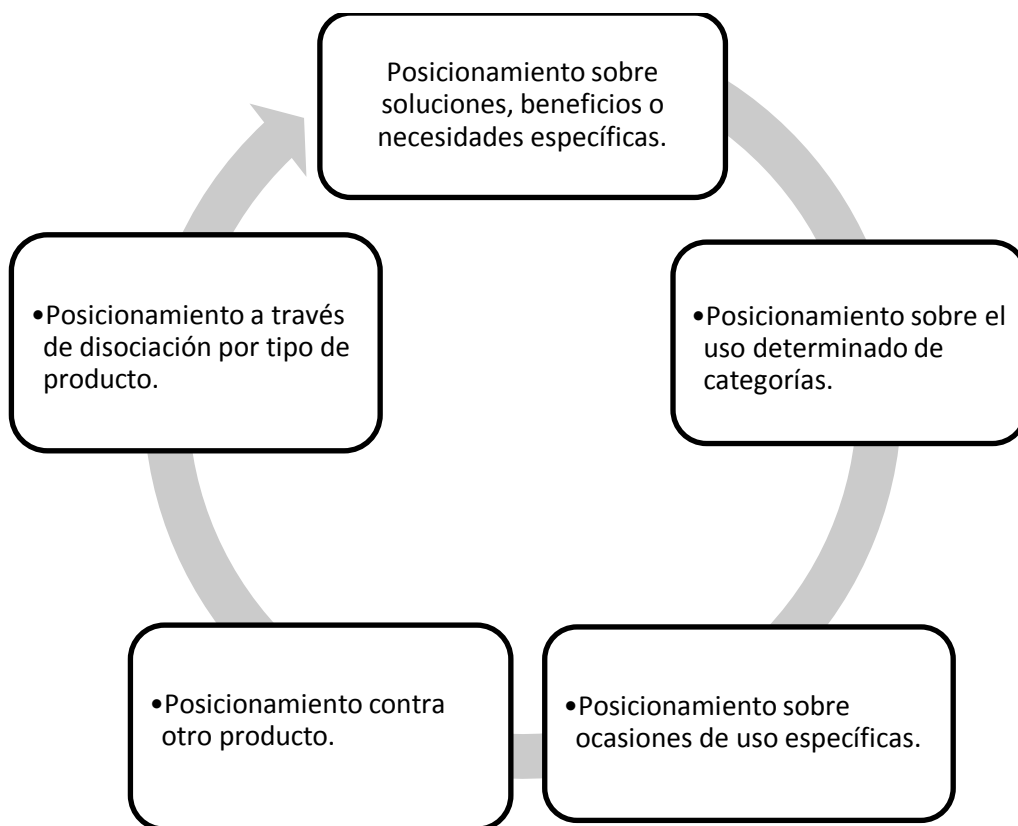 Posicionamiento sobre
soluciones, beneficios o
necesidades específicas.
•Posicionamiento sobre el
uso determinado de
categorías.
•Posicionamiento sobre
ocasiones de uso específicas.
•Posicionamiento contra
otro producto.
•Posicionamiento a través
de disociación por tipo de
producto.